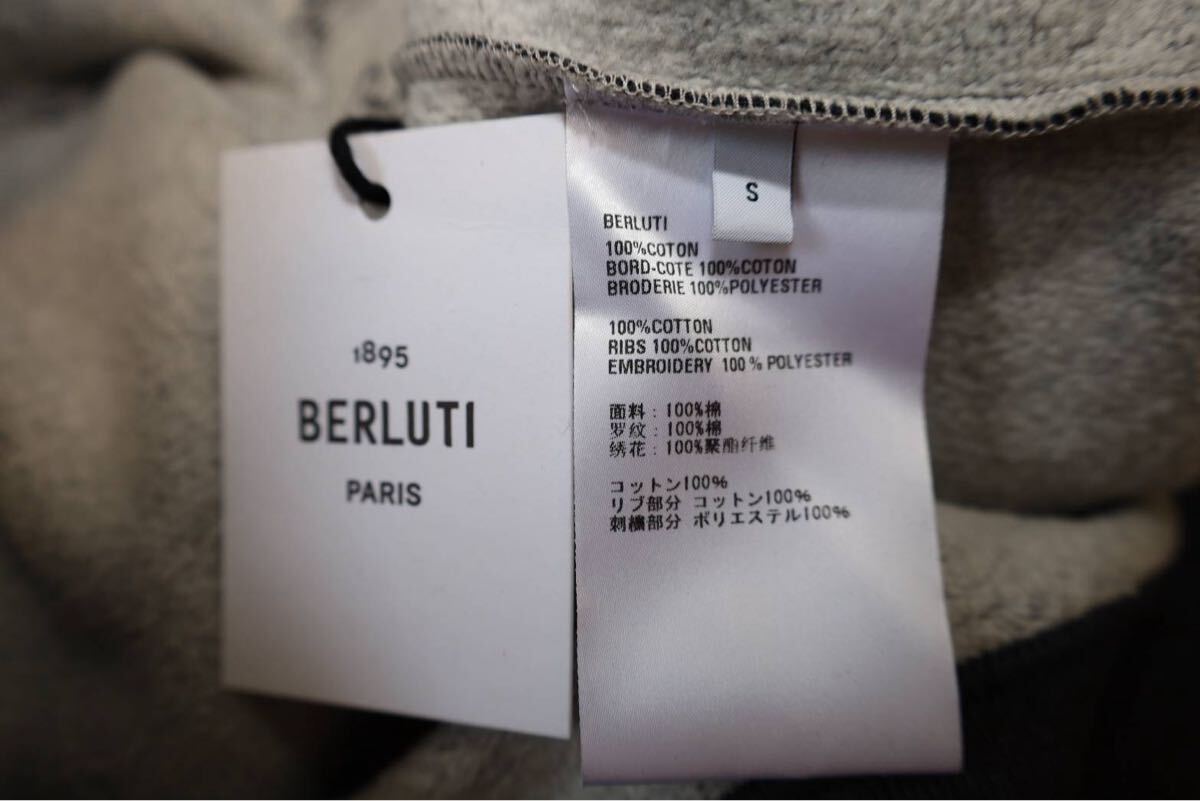 1895
BERLUTI
PARIS
S
BERLUTI
100%COTON
BORD-COTE 100%COTON
BRODERIE 100%POLYESTER
100%COTTON
RIBS 100%COTTON
EMBROIDERY 100% POLYESTER
面料：100%棉
罗纹：100%棉
绣花：100%聚酯纤维
コットン100%
リブ部分 コットン100%
刺繍部分 ポリエステル100%